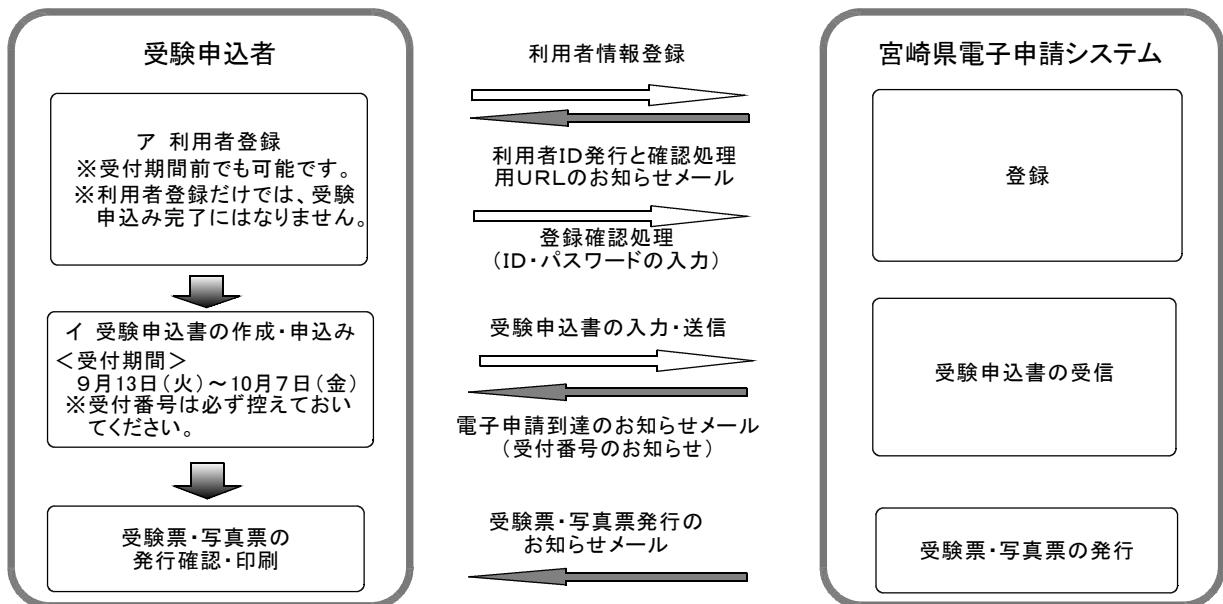 受験申込者
ア 利用者登録
※受付期間前でも可能です。
※利用者登録だけでは、受験
申込み完了にはなりません。
イ 受験申込書の作成・申込み
＜受付期間＞
９月13日（火）～10月７日（金）
※受付番号は必ず控えておい
てください。
受験票・写真票の
発行確認・印刷
利用者情報登録
利用者ID発行と確認処理
用ＵＲＬのお知らせメール
登録確認処理
（ID・パスワードの入力）
受験申込書の入力・送信
電子申請到達のお知らせメール
（受付番号のお知らせ）
受験票・写真票発行の
お知らせメール
宮崎県電子申請システム
登録
受験申込書の受信
受験票・写真票の発行